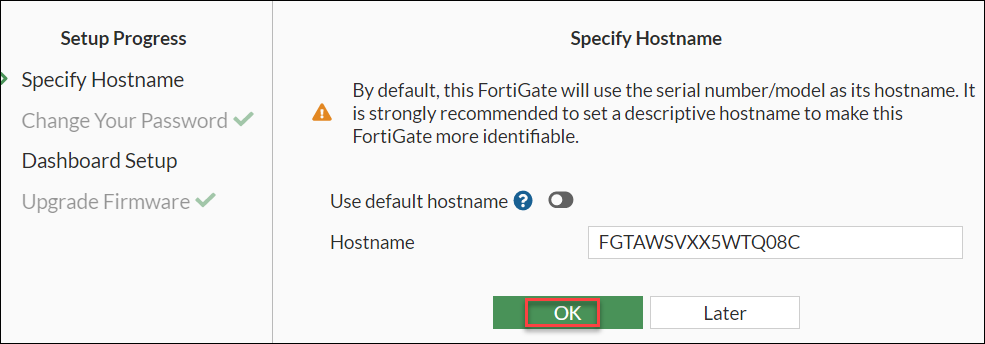 Setup Progress
Specify Hostname
Change Your Password
Dashboard Setup
Upgrade Firmware
Specify Hostname
By default, this FortiGate will use the serial number/model as its hostname. It
is strongly recommended to set a descriptive hostname to make this
FortiGate more identifiable.
Use default hostname ?
Hostname
FGTAWSVXX5WTQ08C
OK
Later